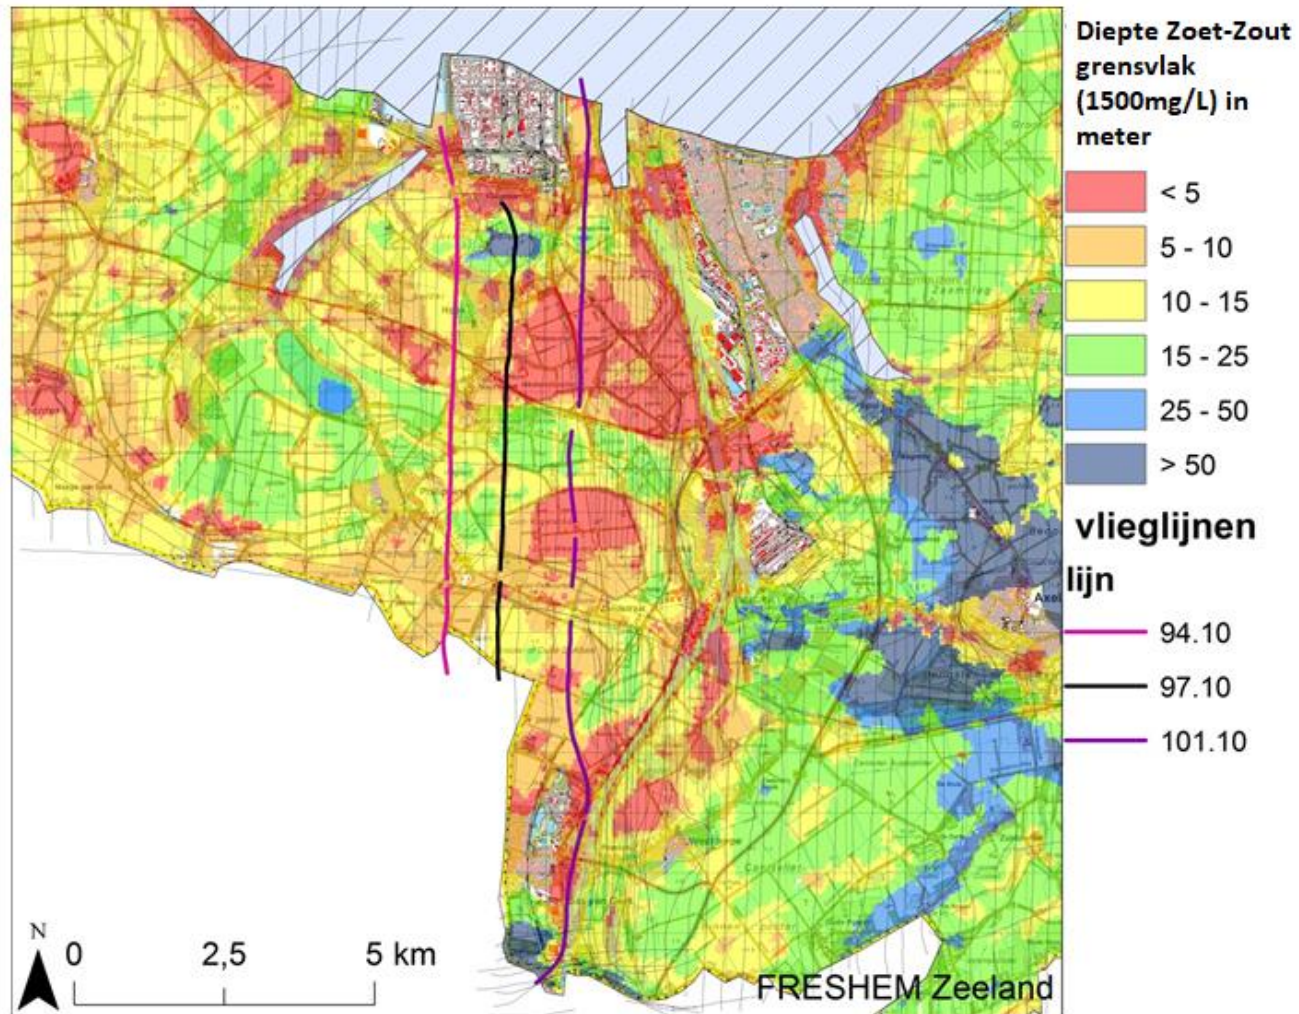 Diepte Zoet-Zout
grensvlak
(1500mg/L) in
meter
< 5
5 - 10
10 - 15
15 - 25
25 - 50
> 50
vlieglijnen
lijn
94.10
97.10
101.10
Axel
N
0 2,5 5 km
FRESHEM Zeeland